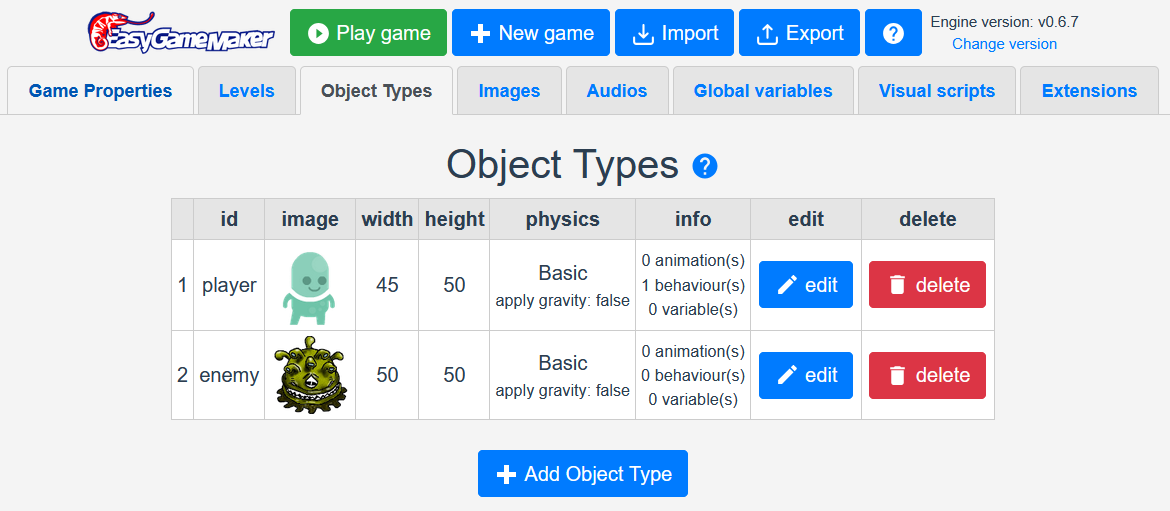 EasyGameMaker
Play game
New game
Import
Export
?
Engine version: v0.6.7
Change version
Game Properties
Levels
Object Types
Images
Audios
Global variables
Visual scripts
Extensions
Object Types ?
id image width height physics info edit delete
1 player 45 50 Basic
apply gravity: false
0 animation(s)
1 behaviour(s)
0 variable(s)
edit
delete
2 enemy 50 50 Basic
apply gravity: false
0 animation(s)
0 behaviour(s)
0 variable(s)
edit
delete
Add Object Type